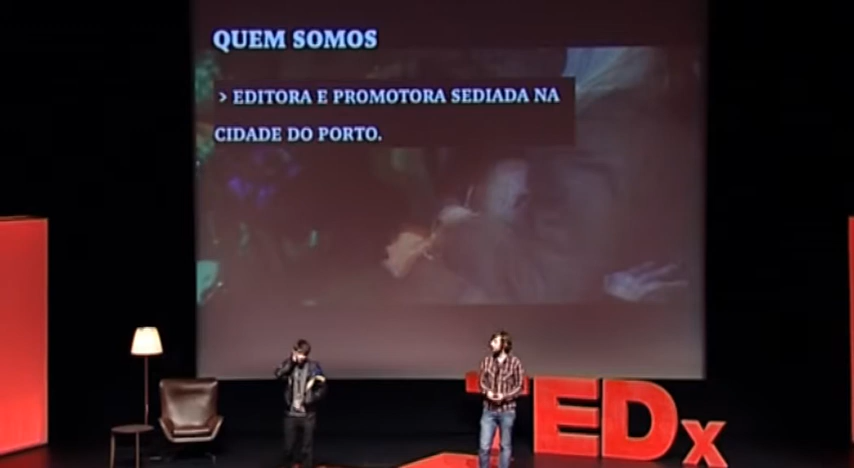 QUEM SOMOS
> EDITORA E PROMOTORA SEDIADA NA
CIDADE DO PORTO.
TEDx